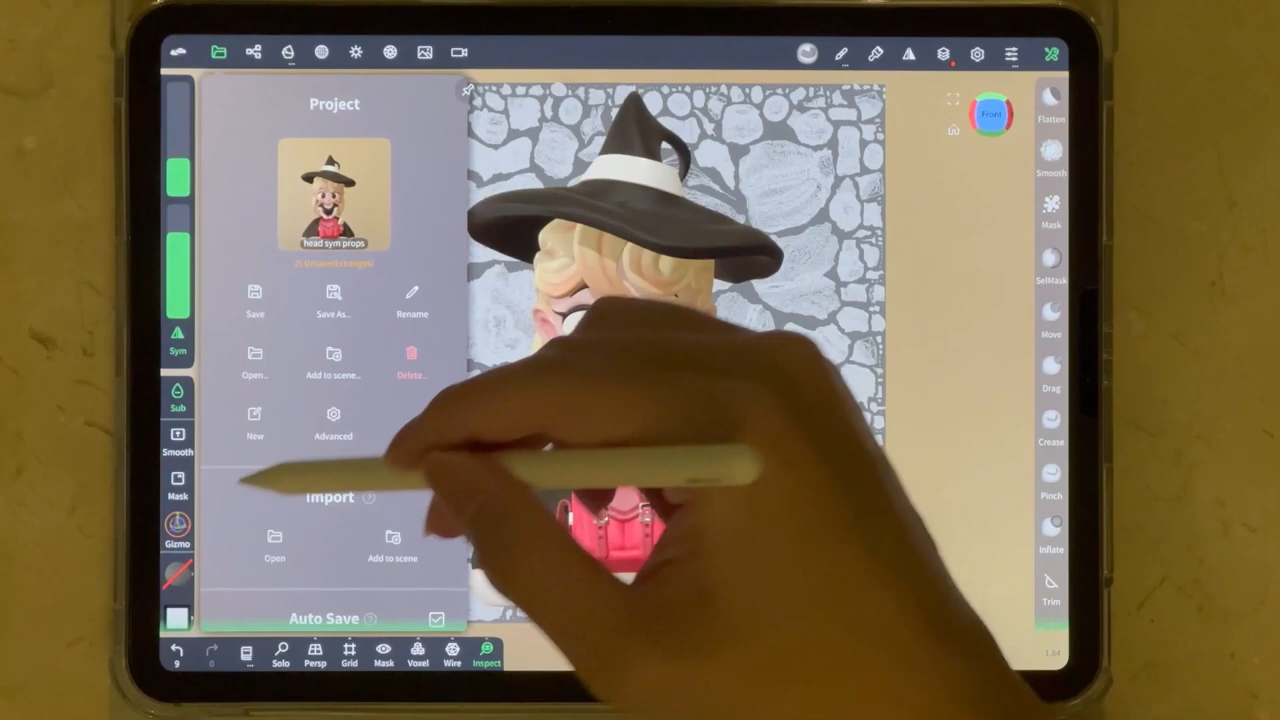 Project
head sym props
Unsaved changes!
Save
Save As..
Rename
Open..
Add to scene..
Delete..
New
Advanced
Import
Open
Add to scene
Auto Save
Sym
Sub
Smooth
Mask
Gizmo
9
0
...
Solo
Persp
Grid
Mask
Voxel
Wire
Inspect
Front
Flatten
Smooth
Mask
SelMask
Move
Drag
Crease
Pinch
Inflate
Trim
1.84